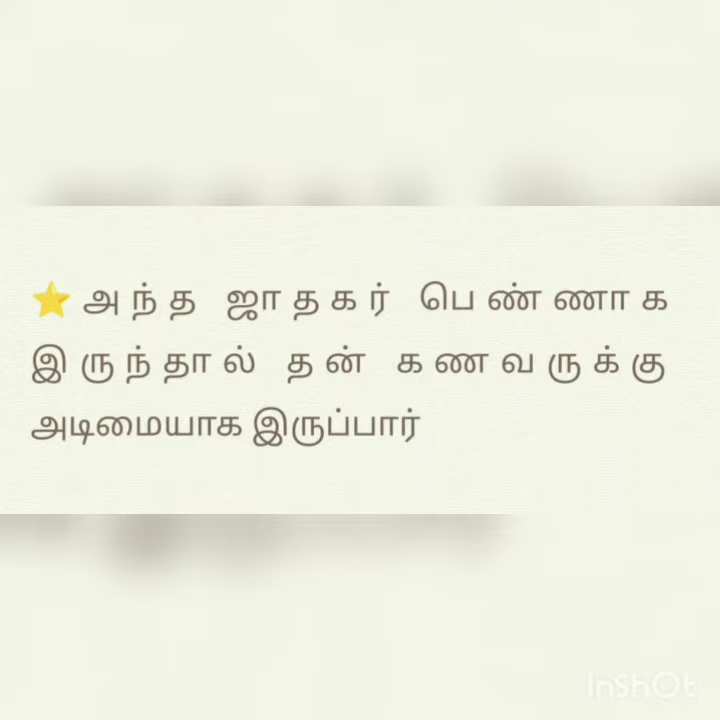 ⭐ அந்த ஜாதகர் பெண்ணாக
இருந்தால் தன் கணவருக்கு
அடிமையாக இருப்பார்
InShOt